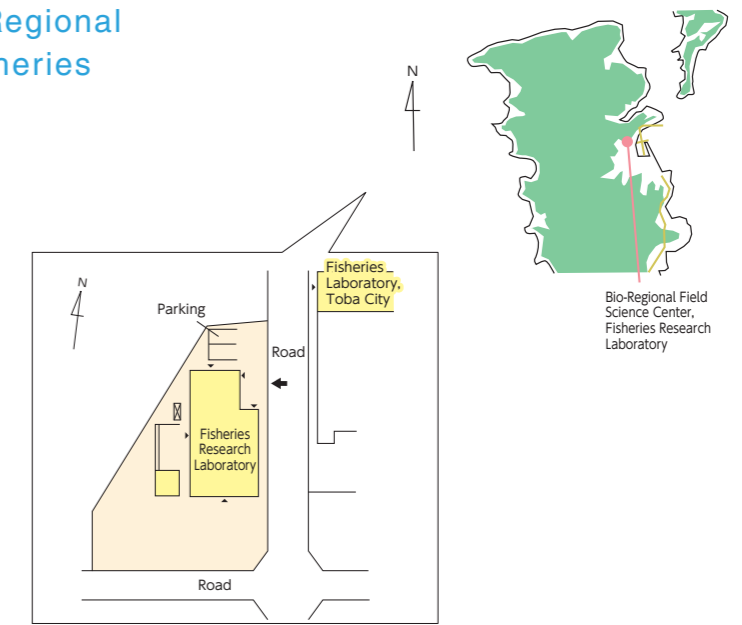 Regional
heries
N
N
Parking
Fisheries
Laboratory,
Toba City
Road
Fisheries
Research
Laboratory
Road
Bio-Regional Field
Science Center,
Fisheries Research
Laboratory